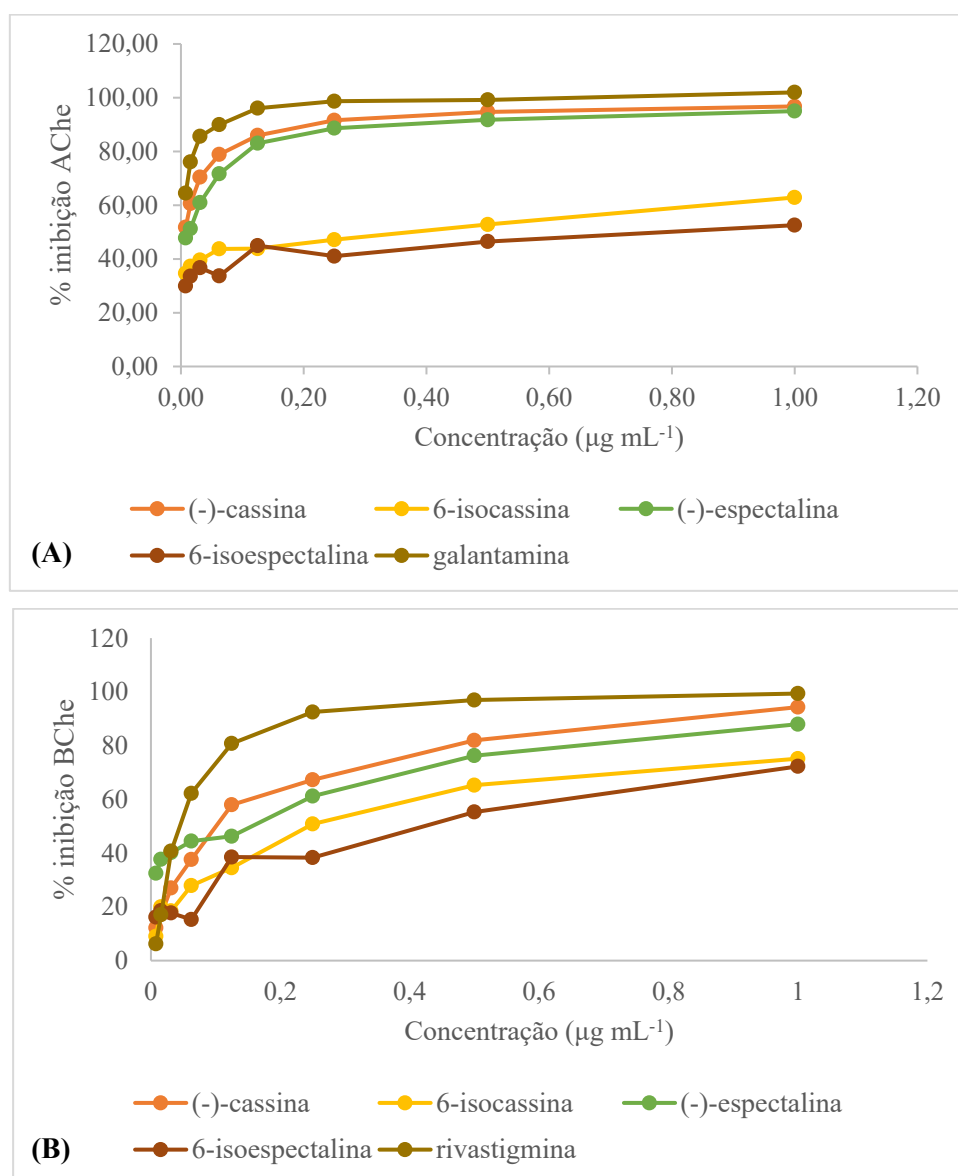 120,00
100,00
80,00
60,00
40,00
20,00
0,00
% inibição AChe
0,00 0,20 0,40 0,60 0,80 1,00 1,20
Concentração (µg mL-1)
(-)-cassina 6-isocassina (-)-espectalina
6-isoespectalina galantamina
(A)
120
100
80
60
40
20
0
% inibição BChe
0 0,2 0,4 0,6 0,8 1 1,2
Concentração (µg mL-1)
(-)-cassina 6-isocassina (-)-espectalina
6-isoespectalina rivastigmina
(B)